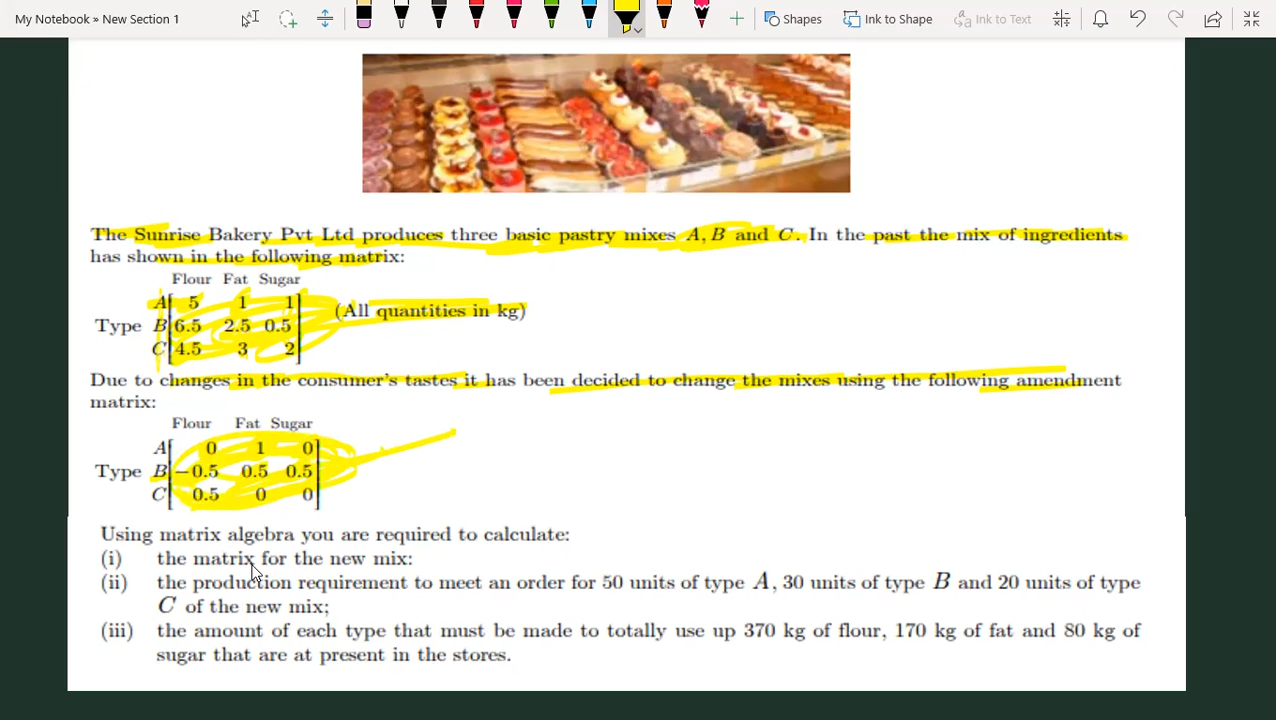 My Notebook » New Section 1
Shapes Ink to Shape Ink to Text
The Sunrise Bakery Pvt Ltd produces three basic pastry mixes A, B and C. In the past the mix of ingredients
has shown in the following matrix:
Flour Fat Sugar
A 5 1 1
Type B 6.5 2.5 0.5 (All quantities in kg)
C 4.5 3 2
Due to changes in the consumer's tastes it has been decided to change the mixes using the following amendment
matrix:
Flour Fat Sugar
A 0 1 0
Type B −0.5 0.5 0.5
C 0.5 0 0
Using matrix algebra you are required to calculate:
(i) the matrix for the new mix:
(ii) the production requirement to meet an order for 50 units of type A, 30 units of type B and 20 units of type
C of the new mix;
(iii) the amount of each type that must be made to totally use up 370 kg of flour, 170 kg of fat and 80 kg of
sugar that are at present in the stores.